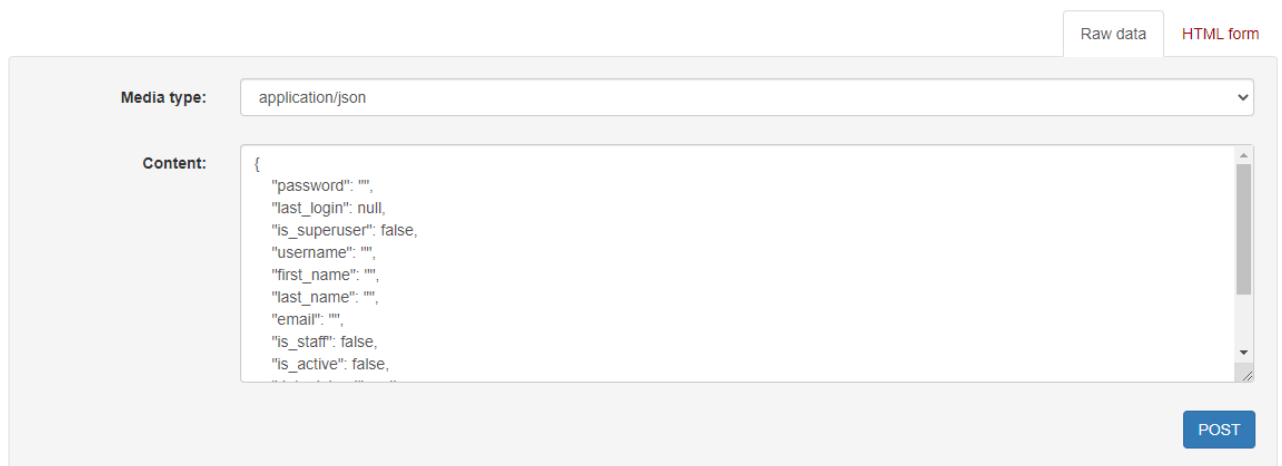 Raw data
HTML form
Media type:
application/json
Content:
{
"password": "",
"last_login": null,
"is_superuser": false,
"username": "",
"first_name": "",
"last_name": "",
"email": "",
"is_staff": false,
"is_active": false,
POST